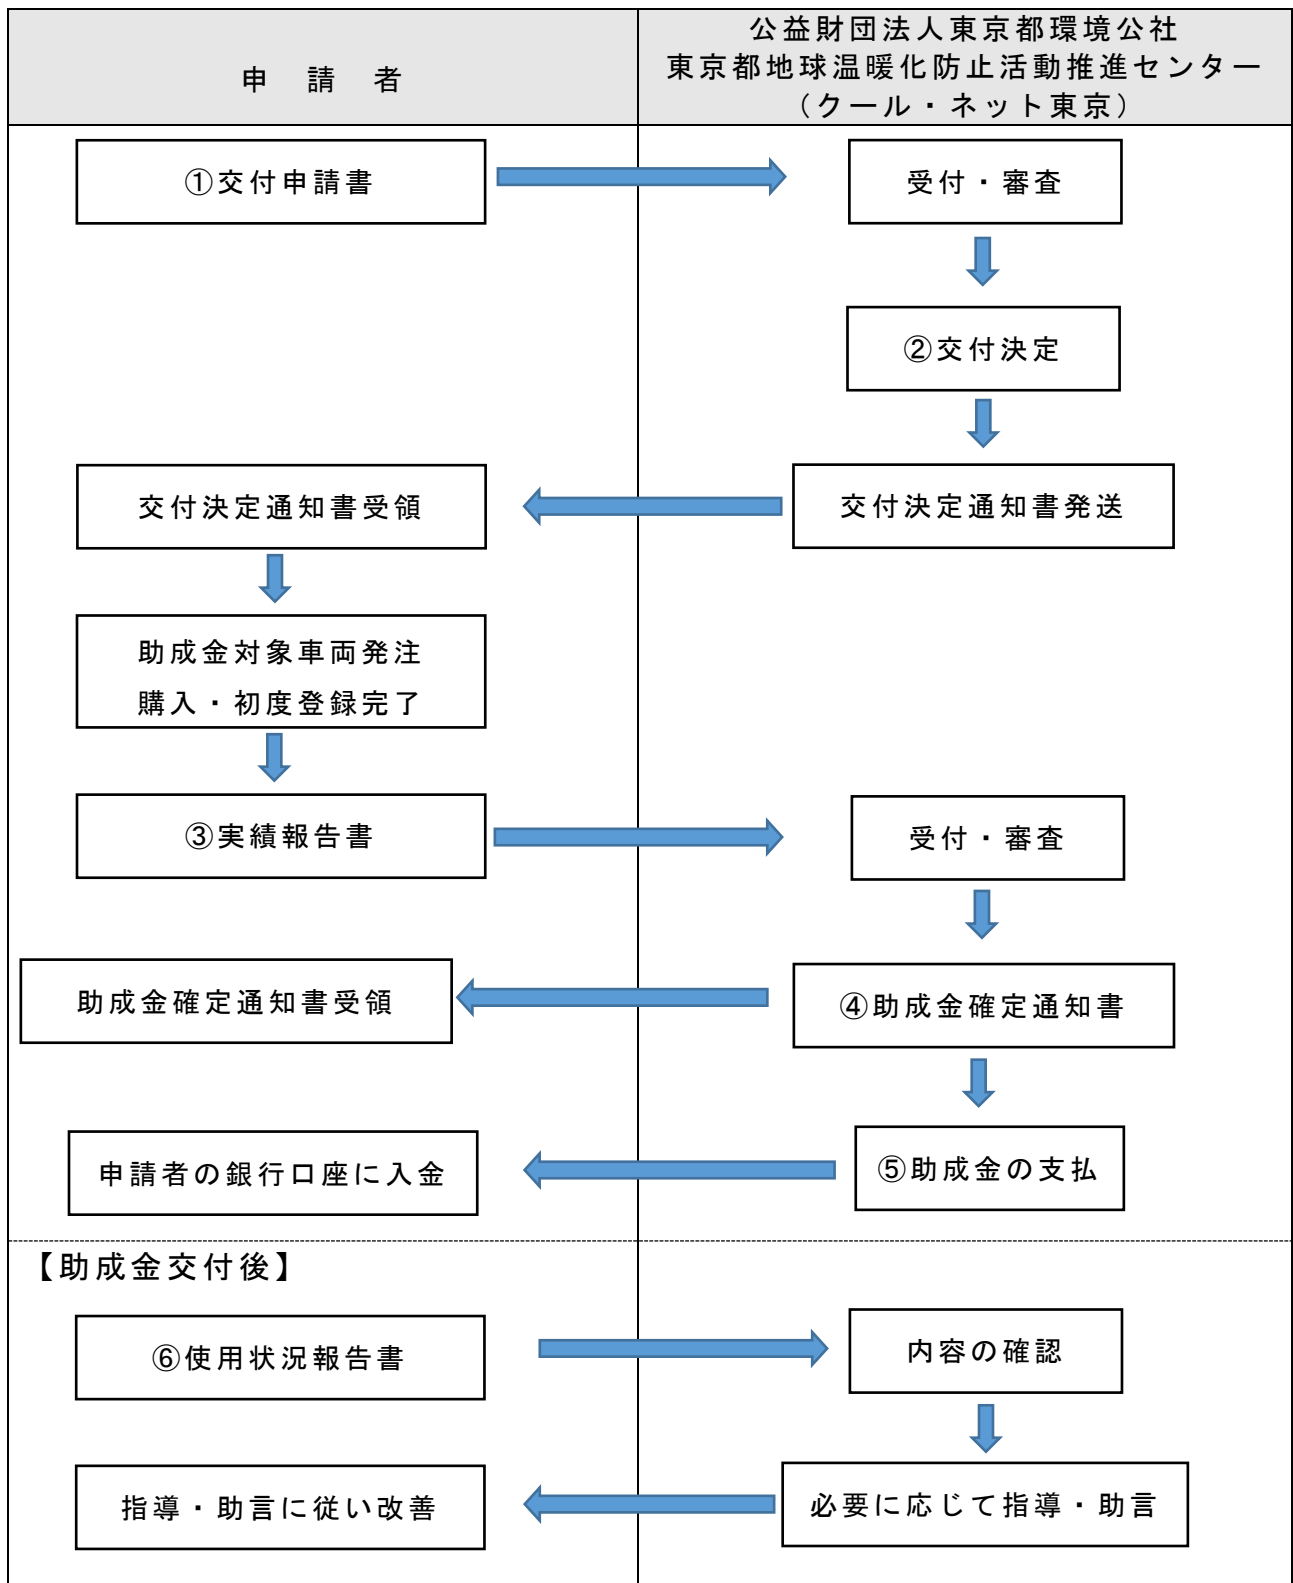 申請者
公益財団法人東京都環境公社
東京都地球温暖化防止活動推進センター
(クール・ネット東京)
①交付申請書
受付・審査
②交付決定
交付決定通知書発送
交付決定通知書受領
助成金対象車両発注
購入・初度登録完了
③実績報告書
受付・審査
④助成金確定通知書
助成金確定通知書受領
⑤助成金の支払
申請者の銀行口座に入金
【助成金交付後】
⑥使用状況報告書
内容の確認
必要に応じて指導・助言
指導・助言に従い改善